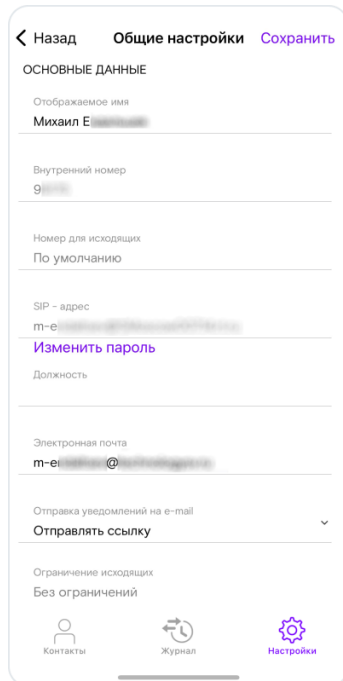 Назад Общие настройки Сохранить
ОСНОВНЫЕ ДАННЫЕ
Отображаемое имя
Михаил Е
Внутренний номер
9
Номер для исходящих
По умолчанию
SIP - адрес
m-e
Изменить пароль
Должность
Электронная почта
m-e @
Отправка уведомлений на e-mail
Отправлять ссылку
Ограничение исходящих
Без ограничений
Контакты Журнал Настройки